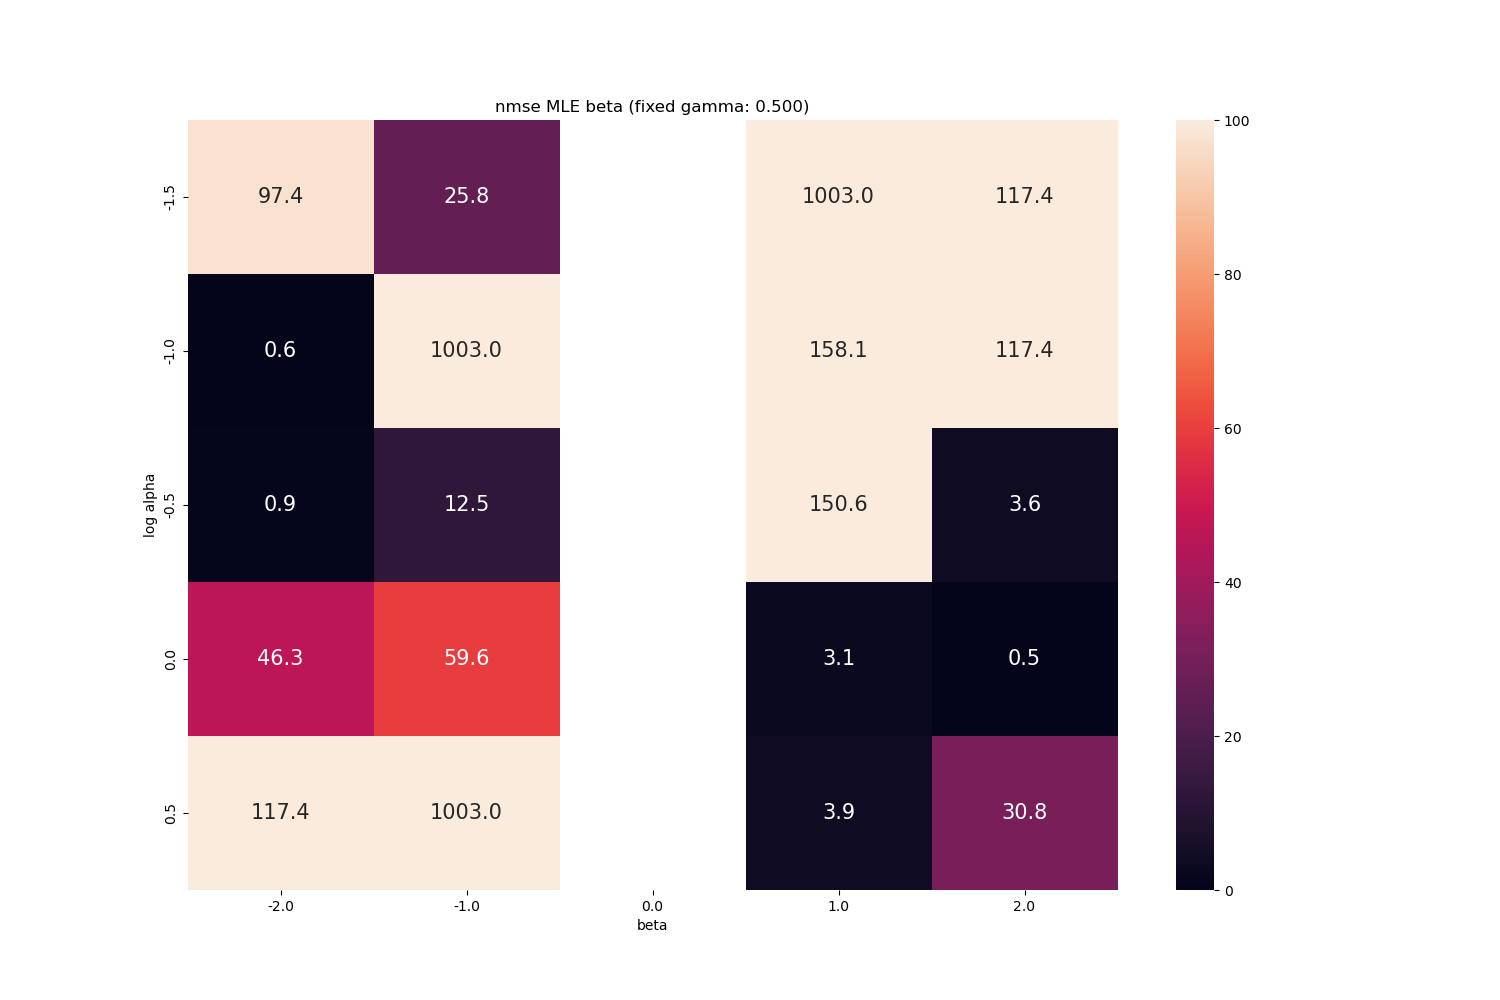 nmse MLE beta (fixed gamma: 0.500)
-1.5 97.4 25.8 1003.0 117.4
-1.0 0.6 1003.0 158.1 117.4
-0.5 0.9 12.5 150.6 3.6
0.0 46.3 59.6 3.1 0.5
0.5 117.4 1003.0 3.9 30.8
log alpha
-2.0 -1.0 0.0 1.0 2.0
beta
100
80
60
40
20
0